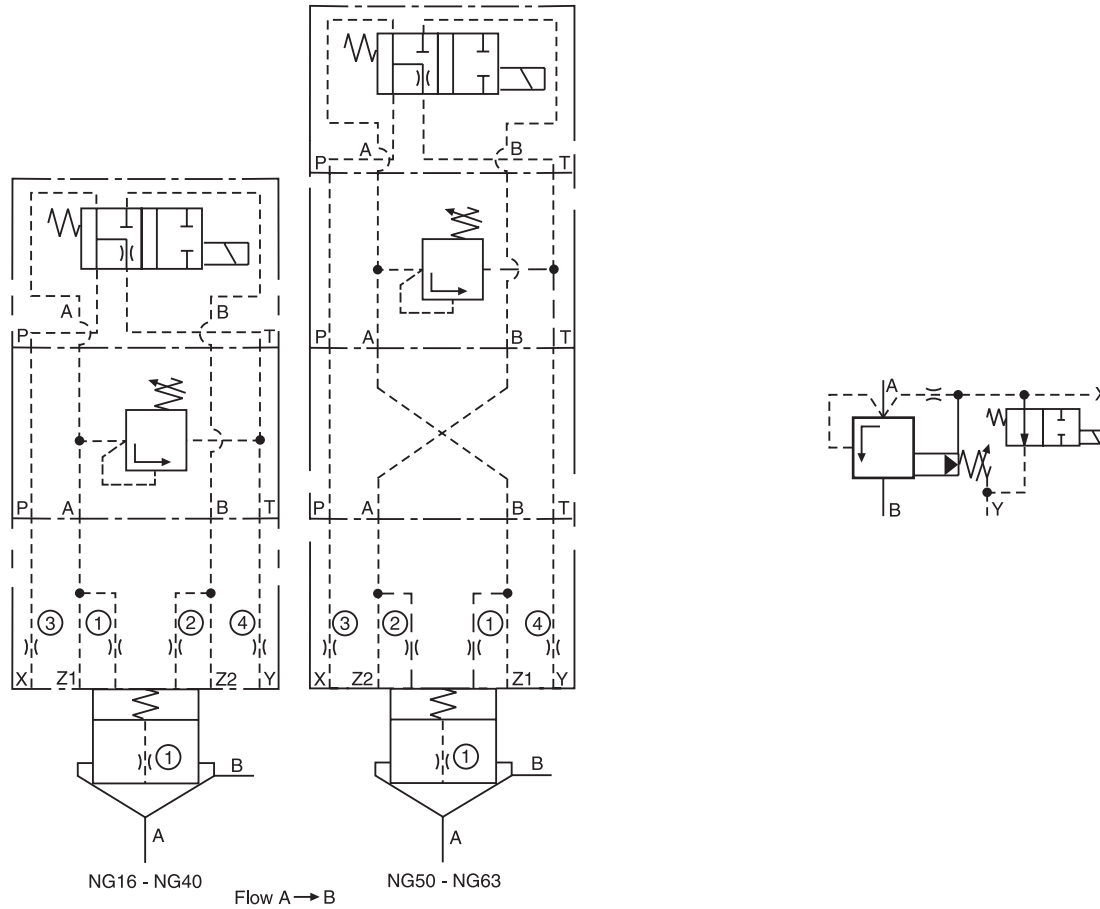 A B
P T
A B
P T
A B
P A B T
P A B T
P A B T
3 1 2 4
3 2 1 4
X Z1 Z2 Y
X Z2 Z1 Y
1
1
B
B
A
A
NG16 - NG40
NG50 - NG63
Flow A → B
A
X
B
Y